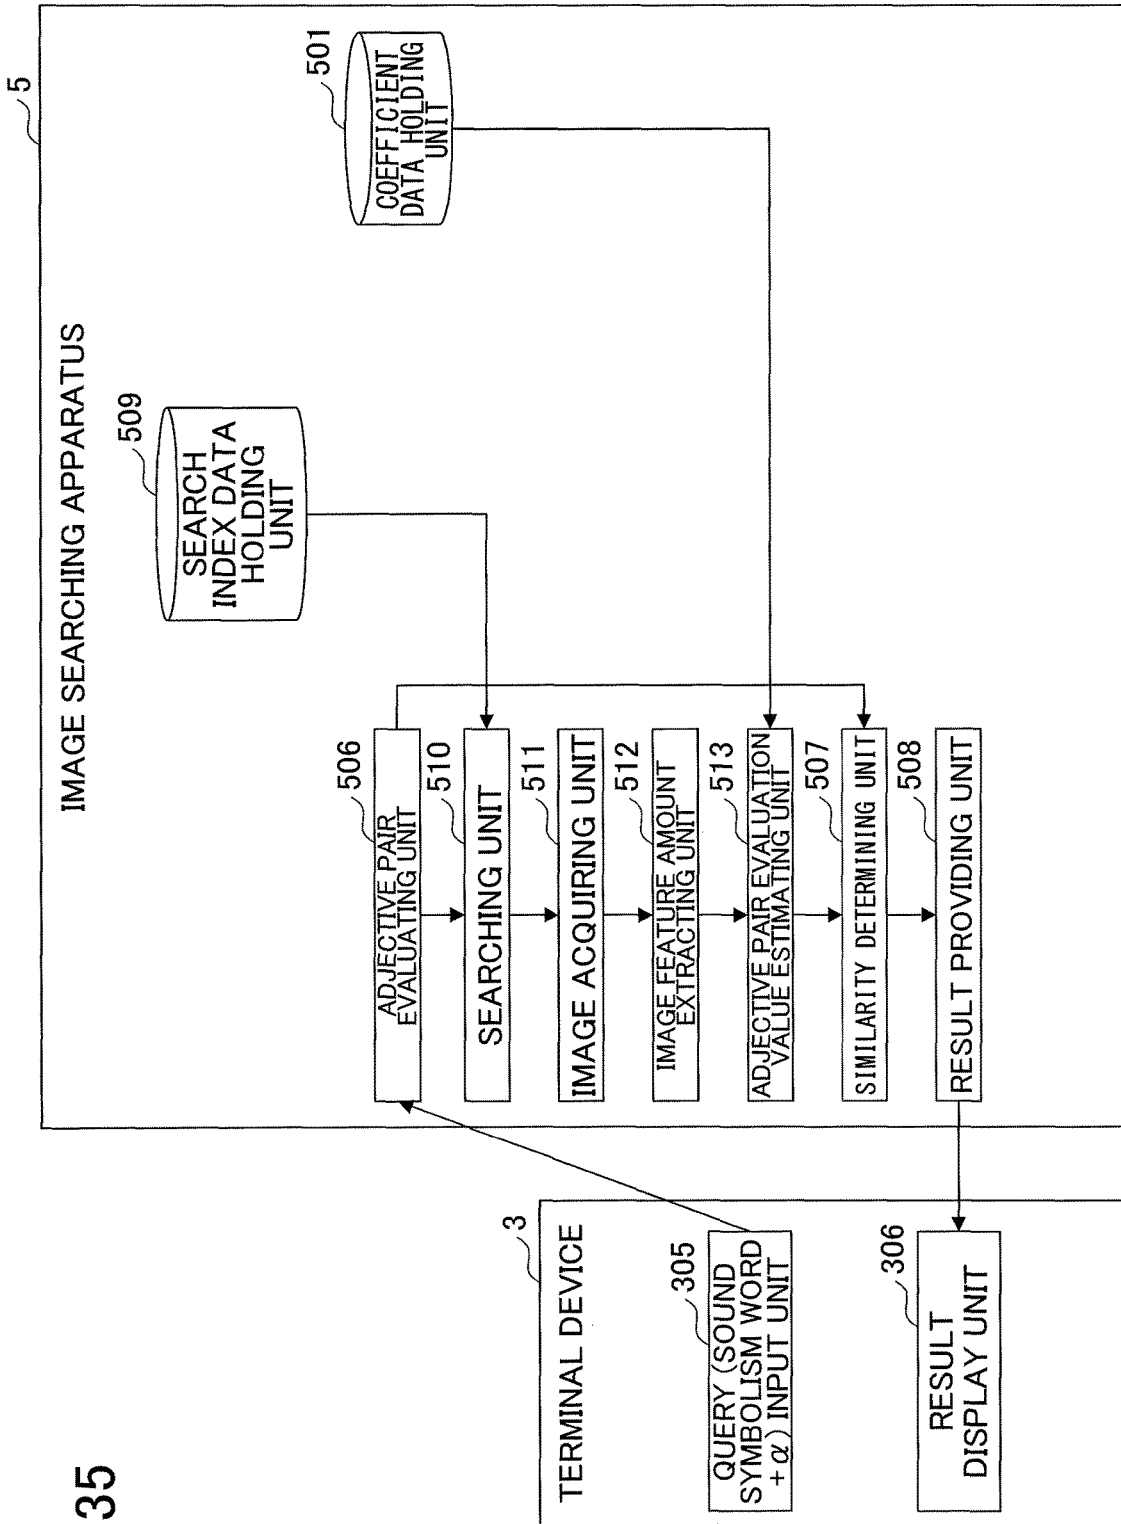 35
5
IMAGE SEARCHING APPARATUS
509
SEARCH
INDEX DATA
HOLDING
UNIT
501
COEFFICIENT
DATA HOLDING
UNIT
506
ADJECTIVE PAIR
EVALUATING UNIT
510
SEARCHING UNIT
511
IMAGE ACQUIRING UNIT
512
IMAGE FEATURE AMOUNT
EXTRACTING UNIT
513
ADJECTIVE PAIR EVALUATION
VALUE ESTIMATING UNIT
507
SIMILARITY DETERMINING UNIT
508
RESULT PROVIDING UNIT
3
TERMINAL DEVICE
305
QUERY (SOUND
SYMBOLISM WORD
+α) INPUT UNIT
306
RESULT
DISPLAY UNIT